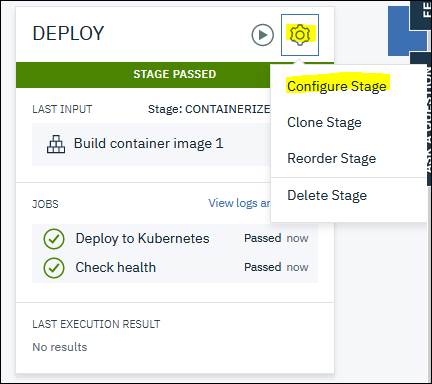 DEPLOY
STAGE PASSED
LAST INPUT
Stage: CONTAINERIZE
Build container image 1
Configure Stage
Clone Stage
Reorder Stage
Delete Stage
JOBS
View logs
Deploy to Kubernetes
Passed now
Check health
Passed now
LAST EXECUTION RESULT
No results
ASK A QUESTION